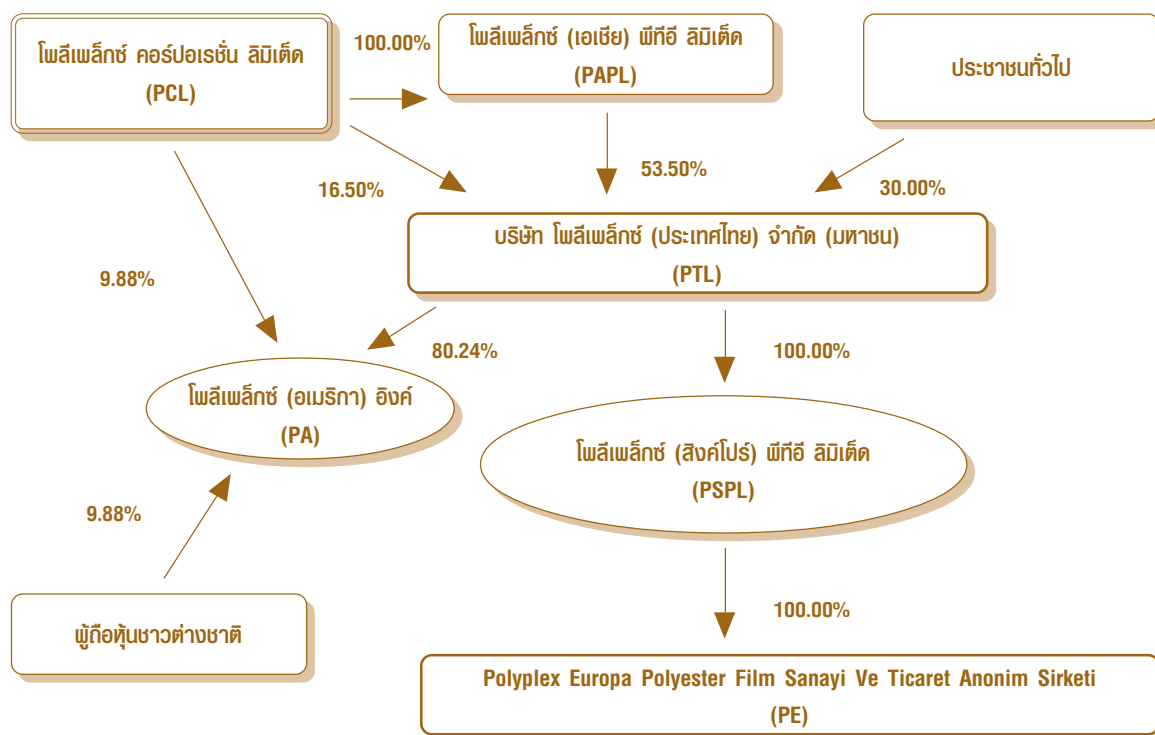 โพลีเพล็กซ์ คอร์ปอเรชั่น ลิมิเต็ด
(PCL)
100.00%
โพลีเพล็กซ์ (เอเชีย) พีทีอี ลิมิเต็ด
(PAPL)
ประชาชนทั่วไป
16.50%
53.50%
30.00%
บริษัท โพลีเพล็กซ์ (ประเทศไทย) จำกัด (มหาชน)
(PTL)
9.88%
80.24%
100.00%
โพลีเพล็กซ์ (อเมริกา) อิงค์
(PA)
โพลีเพล็กซ์ (สิงค์โปร์) พีทีอี ลิมิเต็ด
(PSPL)
9.88%
100.00%
ผู้ถือหุ้นชาวต่างชาติ
Polyplex Europa Polyester Film Sanayi Ve Ticaret Anonim Sirketi
(PE)